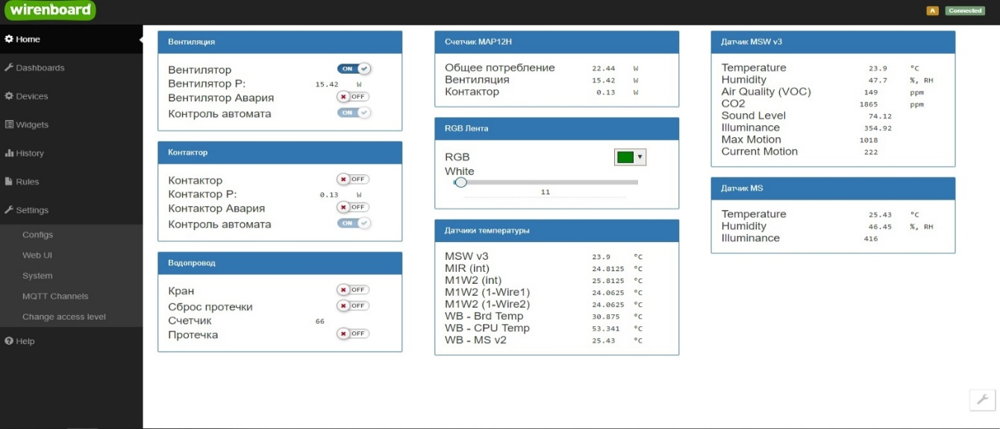 wirenboard
A Connected
Home
Dashboards
Devices
Widgets
History
Rules
Settings
Configs
Web UI
System
MQTT Channels
Change access level
Help
Вентиляция
Вентилятор ON
Вентилятор P: 15.42 W
Вентилятор Авария OFF
Контроль автомата ON
Контактор
Контактор OFF
Контактор P: 0.13 W
Контактор Авария OFF
Контроль автомата ON
Водопровод
Кран OFF
Сброс протечки OFF
Счетчик 66
Протечка OFF
Счетчик MAP12H
Общее потребление 22.44 W
Вентиляция 15.42 W
Контактор 0.13 W
RGB Лента
RGB
White
11
Датчики температуры
MSW v3 23.9 °C
MIR (int) 24.8125 °C
M1W2 (int) 25.8125 °C
M1W2 (1-Wire1) 24.0625 °C
M1W2 (1-Wire2) 24.0625 °C
WB - Brd Temp 30.875 °C
WB - CPU Temp 53.341 °C
WB - MS v2 25.43 °C
Датчик MSW v3
Temperature 23.9 °C
Humidity 47.7 %, RH
Air Quality (VOC) 149 ppm
CO2 1865 ppm
Sound Level 74.12
Illuminance 354.92
Max Motion 1018
Current Motion 222
Датчик MS
Temperature 25.43 °C
Humidity 46.45 %, RH
Illuminance 416